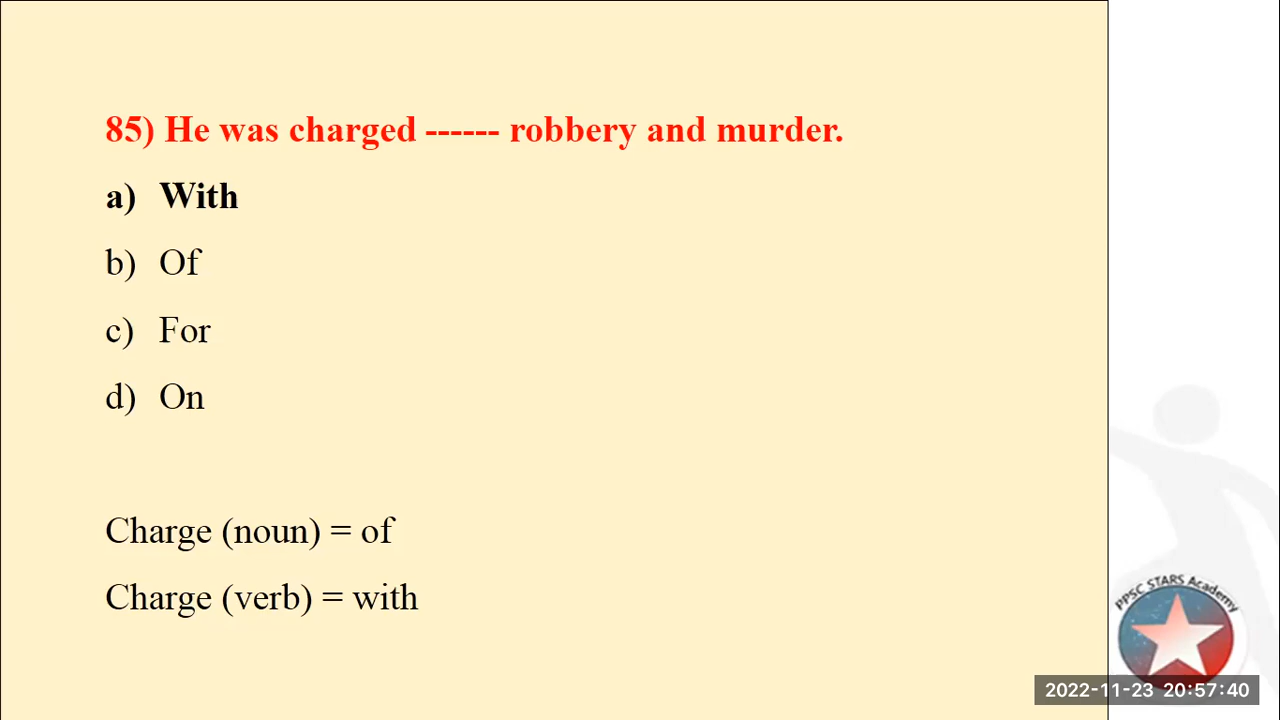 85) He was charged ------ robbery and murder.
a) With
b) Of
c) For
d) On
Charge (noun) = of
Charge (verb) = with
PPSC STARS Academy
2022-11-23 20:57:40